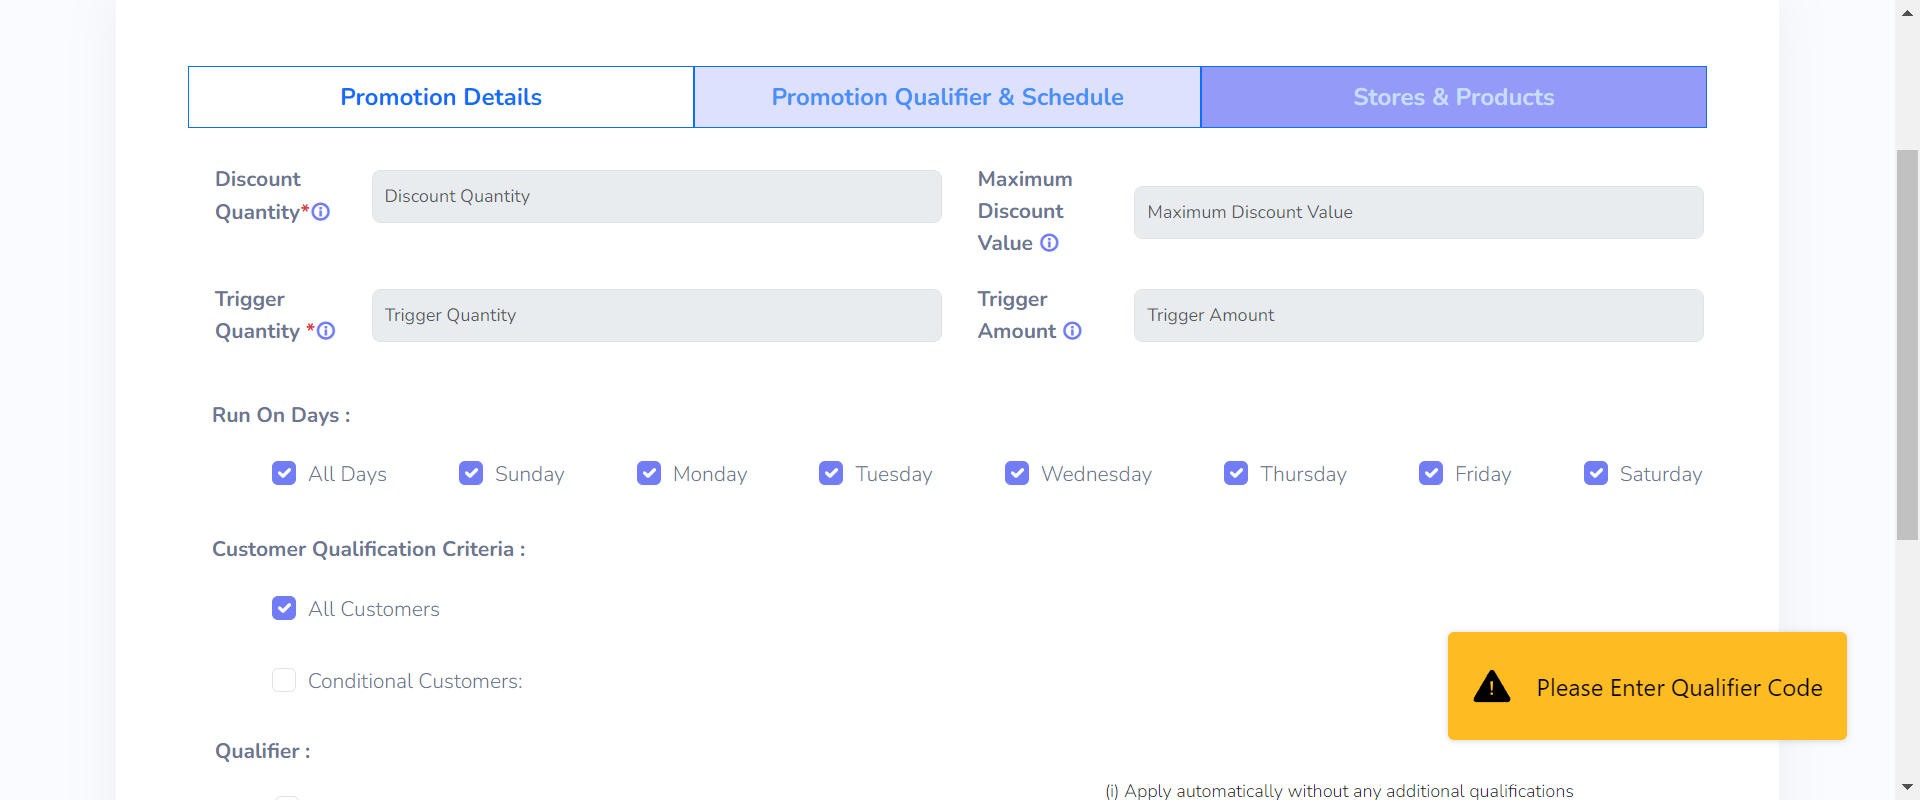 Promotion Details
Promotion Qualifier & Schedule
Stores & Products
Discount
Quantity*
Discount Quantity
Maximum
Discount
Value
Maximum Discount Value
Trigger
Quantity *
Trigger Quantity
Trigger
Amount
Trigger Amount
Run On Days :
All Days
Sunday
Monday
Tuesday
Wednesday
Thursday
Friday
Saturday
Customer Qualification Criteria :
All Customers
Conditional Customers:
Please Enter Qualifier Code
Qualifier :
(i) Apply automatically without any additional qualifications